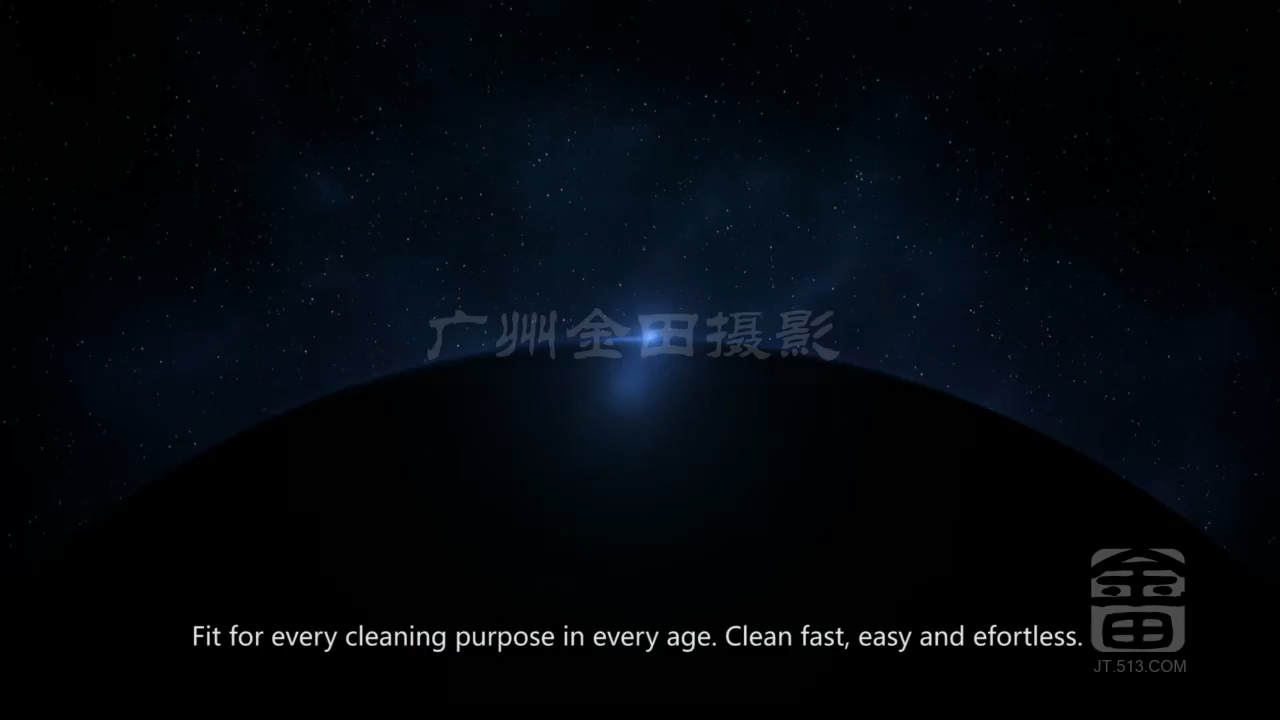 广州金田摄影
Fit for every cleaning purpose in every age. Clean fast, easy and efortless.
JT.513.COM